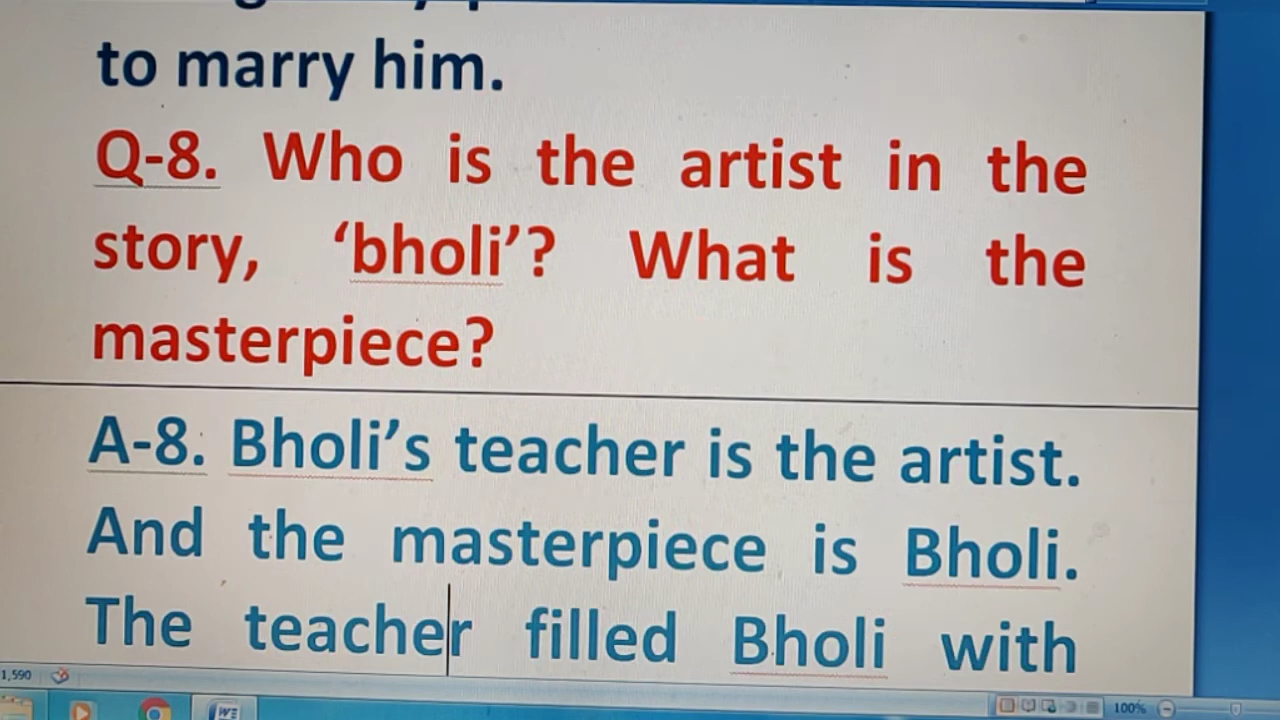 to marry him.
Q-8. Who is the artist in the
story, ‘bholi’? What is the
masterpiece?
A-8. Bholi’s teacher is the artist.
And the masterpiece is Bholi.
The teacher filled Bholi with
1,590
100%